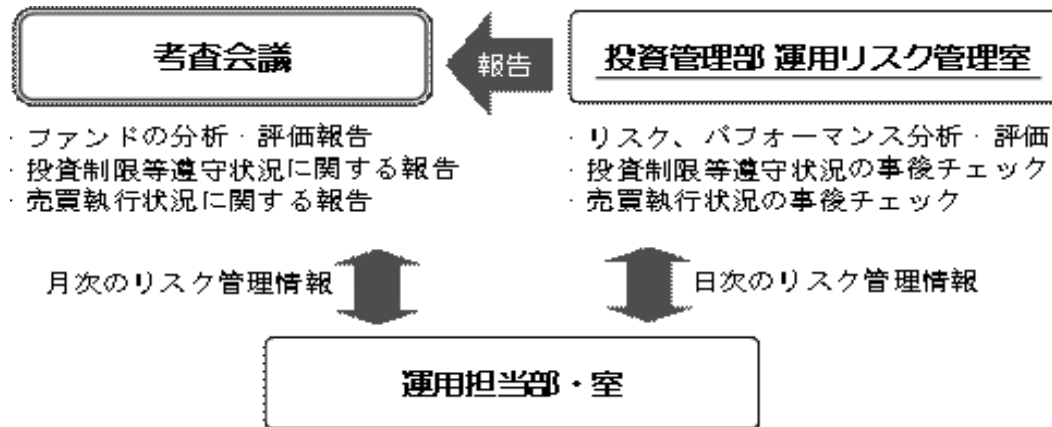 考査会議
報告
投資管理部 運用リスク管理室
・ファンドの分析・評価報告
・投資制限等遵守状況に関する報告
・売買執行状況に関する報告
・リスク、パフォーマンス分析・評価
・投資制限等遵守状況の事後チェック
・売買執行状況の事後チェック
月次のリスク管理情報
日次のリスク管理情報
運用担当部・室